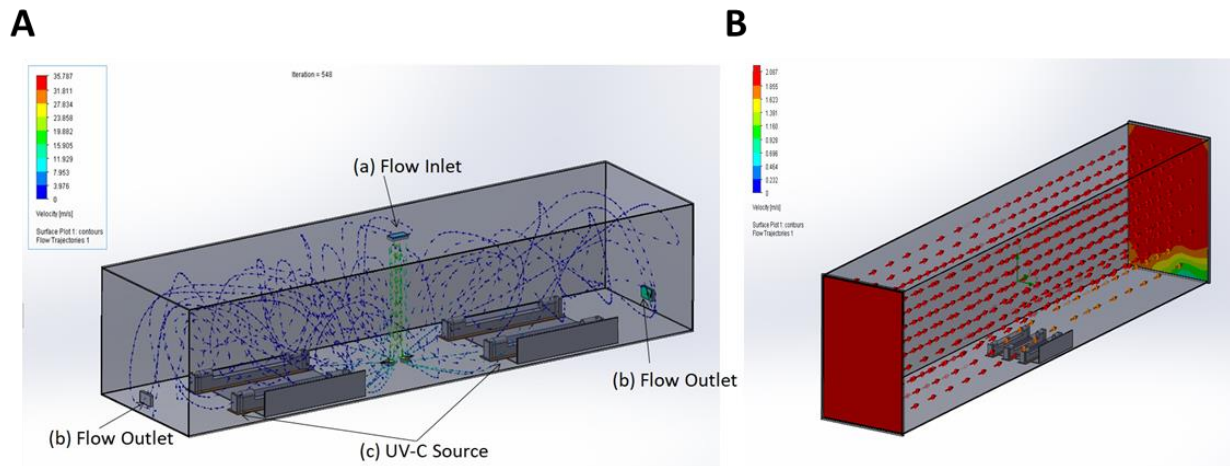 A
B
35.787
31.811
27.834
23.858
19.882
15.905
11.929
7.953
3.976
0
Velocity [m/s]
Surface Plot 1: contours
Flow Trajectories 1
Iteration = 548
(a) Flow Inlet
(b) Flow Outlet
(b) Flow Outlet
(c) UV-C Source
2.087
1.855
1.623
1.391
1.160
0.928
0.696
0.464
0.232
0
Velocity [m/s]
Surface Plot 1: contours
Flow Trajectories 1